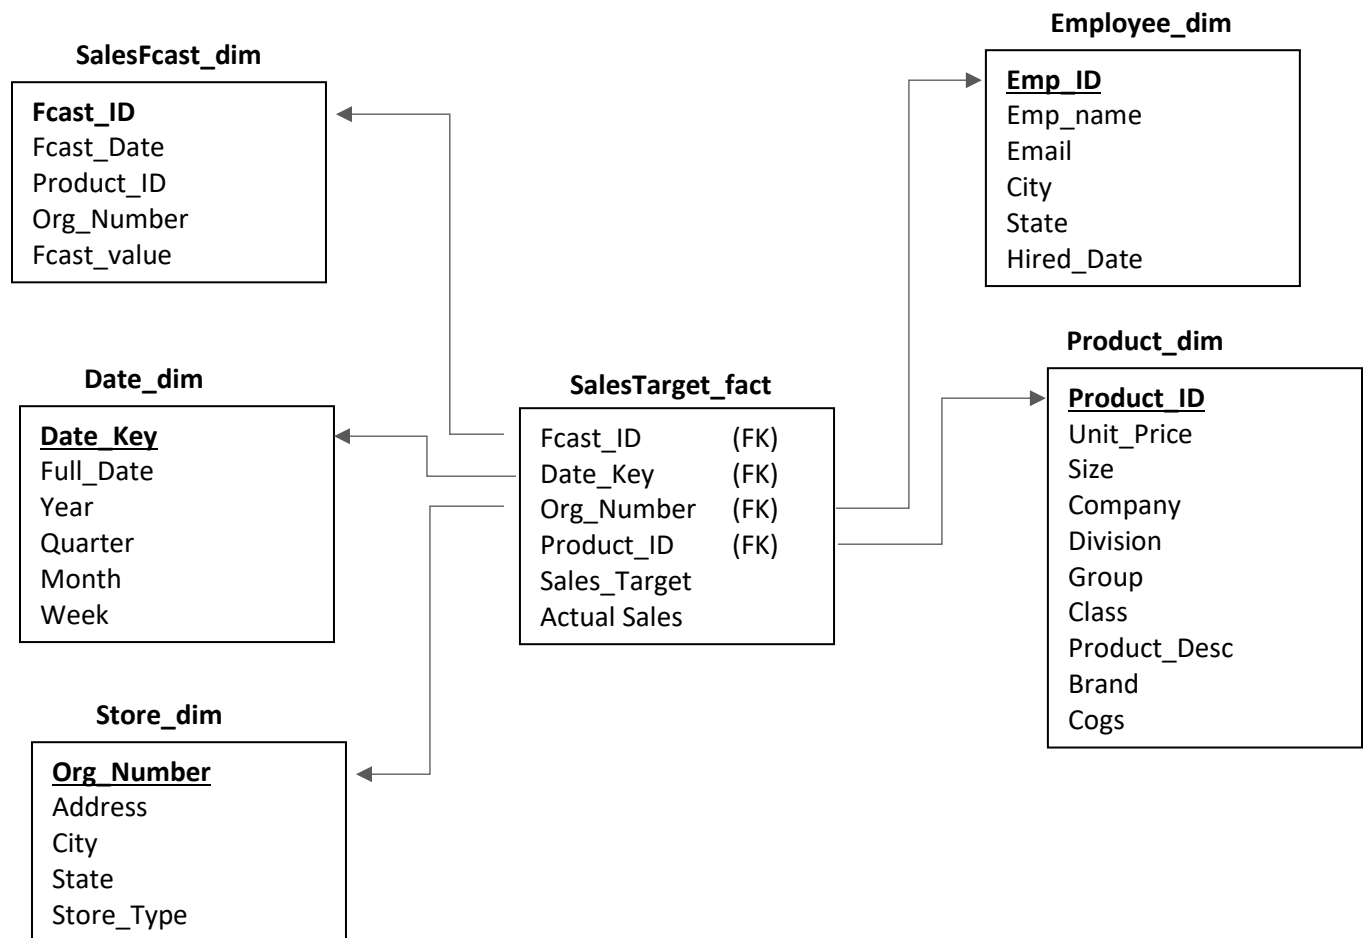 SalesFcast_dim
Fcast_ID
Fcast_Date
Product_ID
Org_Number
Fcast_value
Employee_dim
Emp_ID
Emp_name
Email
City
State
Hired_Date
Date_dim
Date_Key
Full_Date
Year
Quarter
Month
Week
SalesTarget_fact
Fcast_ID (FK)
Date_Key (FK)
Org_Number (FK)
Product_ID (FK)
Sales_Target
Actual Sales
Product_dim
Product_ID
Unit_Price
Size
Company
Division
Group
Class
Product_Desc
Brand
Cogs
Store_dim
Org_Number
Address
City
State
Store_Type